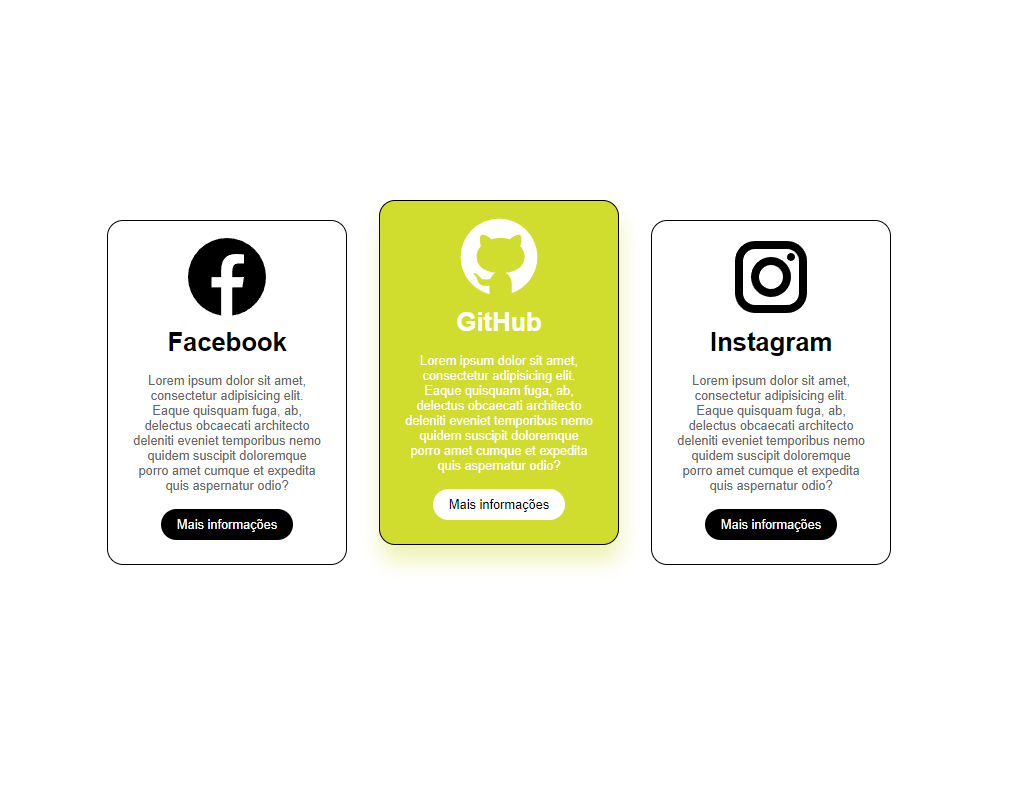 Facebook
Lorem ipsum dolor sit amet,
consectetur adipisicing elit.
Eaque quisquam fuga, ab,
delectus obcaecati architecto
deleniti eveniet temporibus nemo
quidem suscipit doloremque
porro amet cumque et expedita
quis aspernatur odio?
Mais informações
GitHub
Lorem ipsum dolor sit amet,
consectetur adipisicing elit.
Eaque quisquam fuga, ab,
delectus obcaecati architecto
deleniti eveniet temporibus nemo
quidem suscipit doloremque
porro amet cumque et expedita
quis aspernatur odio?
Mais informações
Instagram
Lorem ipsum dolor sit amet,
consectetur adipisicing elit.
Eaque quisquam fuga, ab,
delectus obcaecati architecto
deleniti eveniet temporibus nemo
quidem suscipit doloremque
porro amet cumque et expedita
quis aspernatur odio?
Mais informações